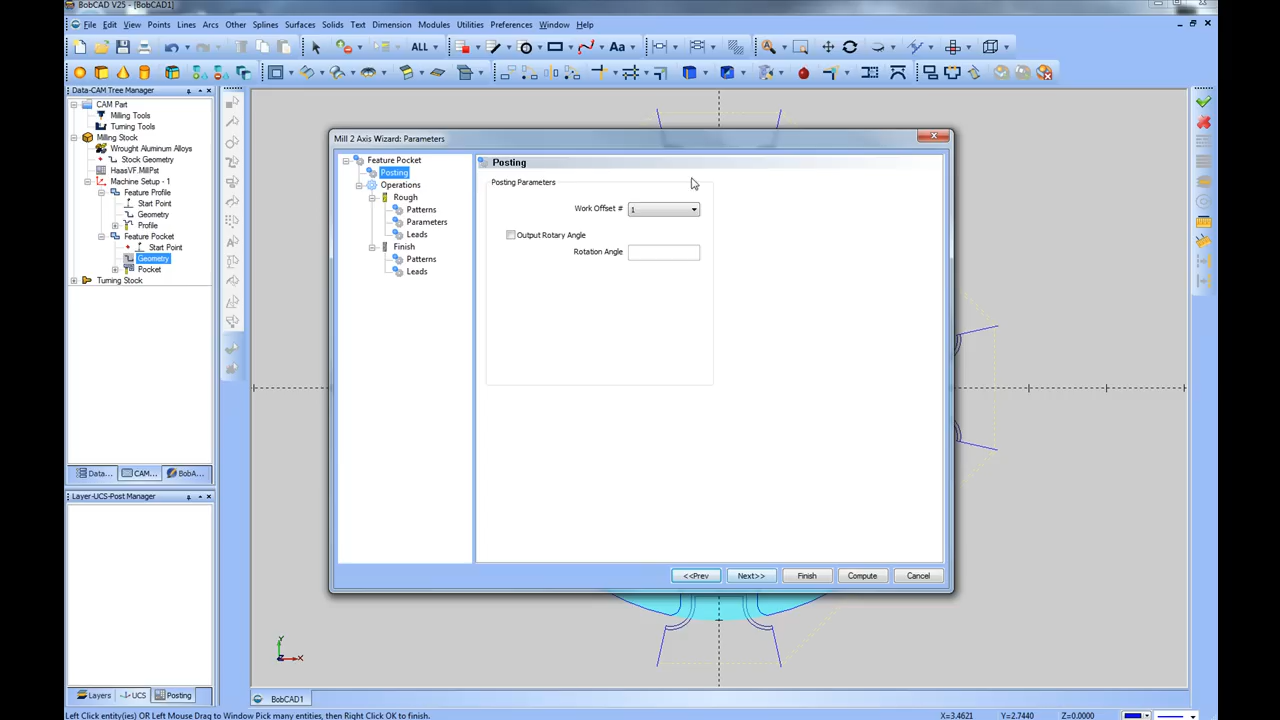 BobCAD V25 - [BobCAD1]
File Edit View Points Lines Arcs Other Splines Surfaces Solids Text Dimension Modules Utilities Preferences Window Help
ALL
Aa
Data-CAM Tree Manager
CAM Part
Milling Tools
Turning Tools
Milling Stock
Wrought Aluminum Alloys
Stock Geometry
HaasVF.MillPst
Machine Setup - 1
Feature Profile
Start Point
Geometry
Profile
Feature Pocket
Start Point
Geometry
Pocket
Turning Stock
Data... CAM... BobA...
Layer-UCS-Post Manager
Layers UCS Posting
Mill 2 Axis Wizard: Parameters
Feature Pocket
Posting
Operations
Rough
Patterns
Parameters
Leads
Finish
Patterns
Leads
Posting
Posting Parameters
Work Offset # 1
Output Rotary Angle
Rotation Angle
<<Prev Next>> Finish Compute Cancel
Y
X
BobCAD1
Left Click entity(ies) OR Left Mouse Drag to Window Pick many entities, then Right Click OK to finish.
X=3.4621 Y=2.7440 Z=0.0000